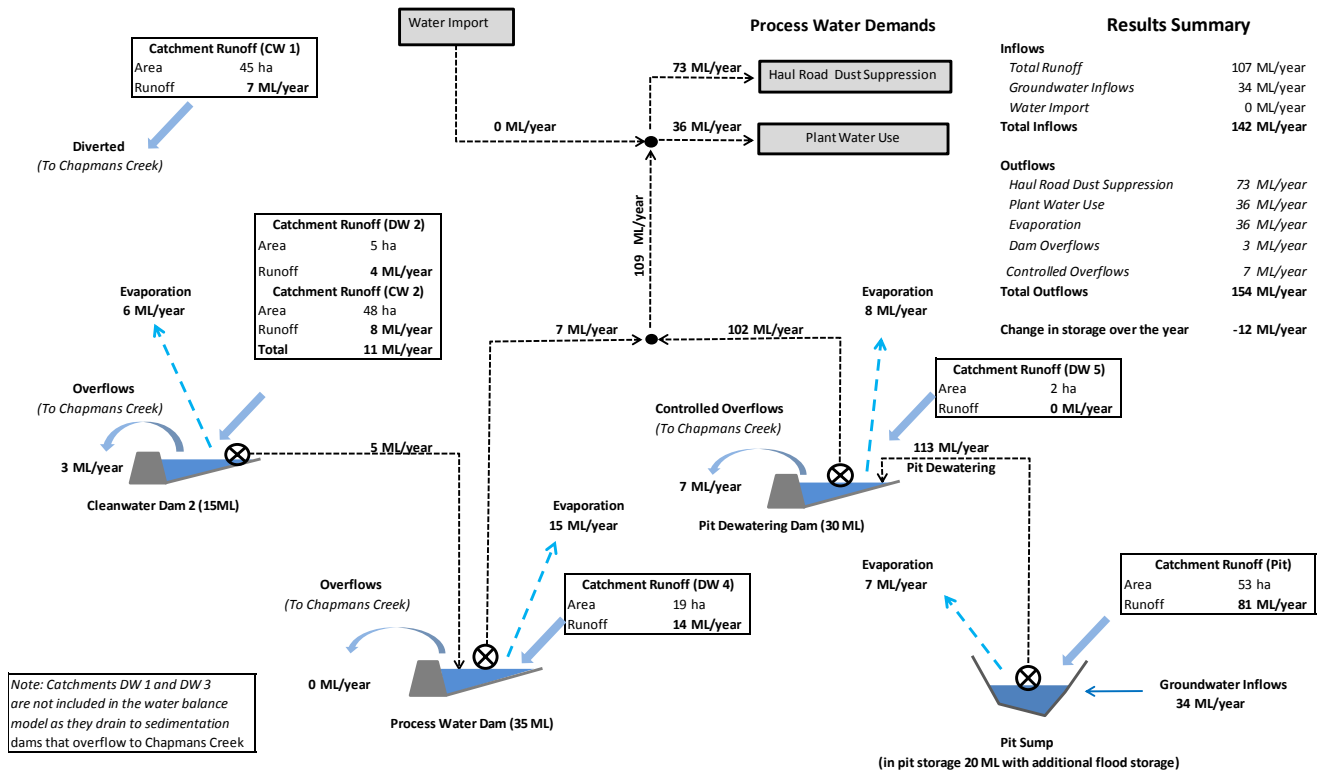 Water Import
Process Water Demands
Results Summary
Catchment Runoff (CW 1)
Area 45 ha
Runoff 7 ML/year
Diverted
(To Chapmans Creek)
0 ML/year
73 ML/year
Haul Road Dust Suppression
36 ML/year
Plant Water Use
109 ML/year
Inflows
Total Runoff 107 ML/year
Groundwater Inflows 34 ML/year
Water Import 0 ML/year
Total Inflows 142 ML/year
Outflows
Haul Road Dust Suppression 73 ML/year
Plant Water Use 36 ML/year
Evaporation 36 ML/year
Dam Overflows 3 ML/year
Controlled Overflows 7 ML/year
Total Outflows 154 ML/year
Change in storage over the year -12 ML/year
Catchment Runoff (DW 2)
Area 5 ha
Runoff 4 ML/year
Catchment Runoff (CW 2)
Area 48 ha
Runoff 8 ML/year
Total 11 ML/year
Evaporation
6 ML/year
Overflows
(To Chapmans Creek)
3 ML/year
Cleanwater Dam 2 (15ML)
5 ML/year
7 ML/year
102 ML/year
Evaporation
8 ML/year
Catchment Runoff (DW 5)
Area 2 ha
Runoff 0 ML/year
Controlled Overflows
(To Chapmans Creek)
7 ML/year
Pit Dewatering Dam (30 ML)
113 ML/year
Pit Dewatering
Evaporation
15 ML/year
Overflows
(To Chapmans Creek)
0 ML/year
Process Water Dam (35 ML)
Catchment Runoff (DW 4)
Area 19 ha
Runoff 14 ML/year
Evaporation
7 ML/year
Catchment Runoff (Pit)
Area 53 ha
Runoff 81 ML/year
Groundwater Inflows
34 ML/year
Pit Sump
(in pit storage 20 ML with additional flood storage)
Note: Catchments DW 1 and DW 3
are not included in the water balance
model as they drain to sedimentation
dams that overflow to Chapmans Creek